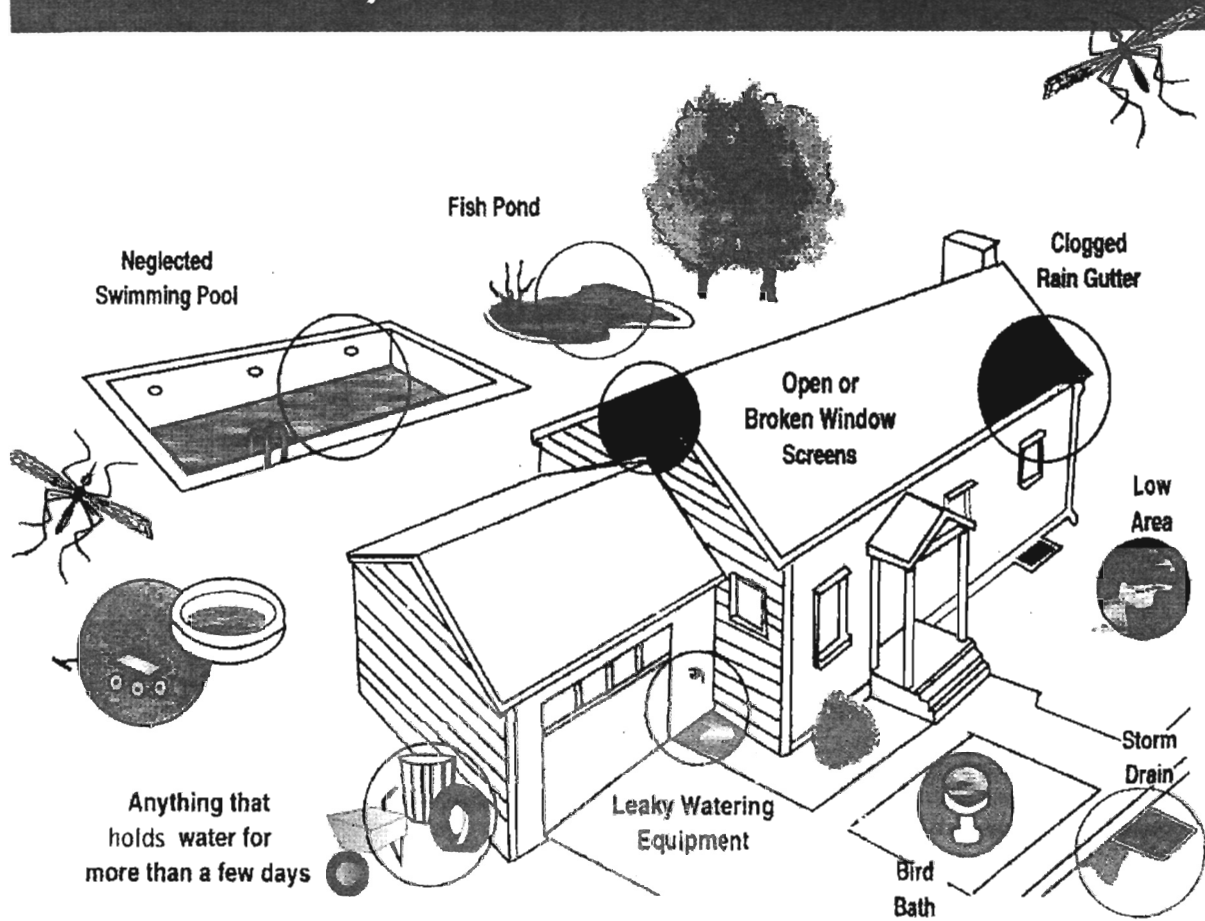 Fish Pond
Neglected
Swimming Pool
Clogged
Rain Gutter
Open or
Broken Window
Screens
Low
Area
Storm
Drain
Anything that
holds water for
more than a few days
Leaky Watering
Equipment
Bird
Bath